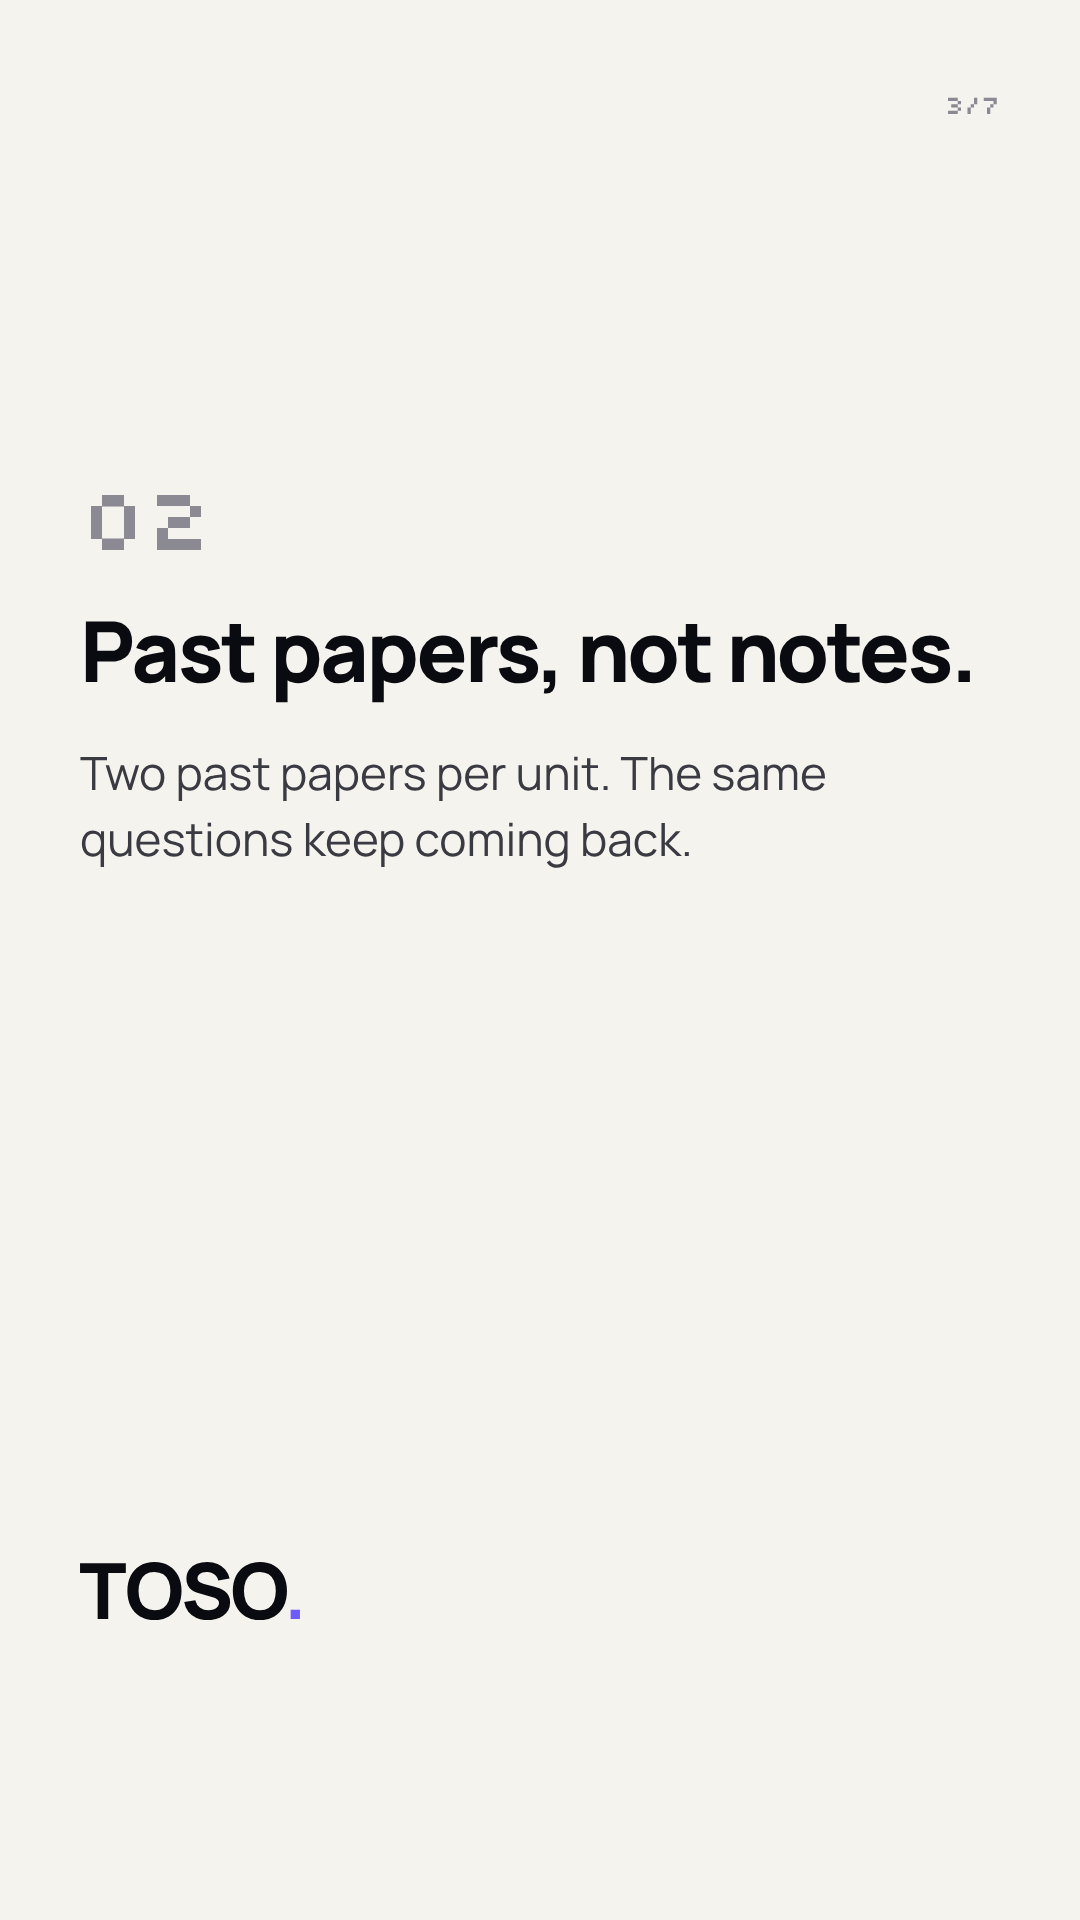 3/7
02
Past papers, not notes.
Two past papers per unit. The same
questions keep coming back.
TOSO.